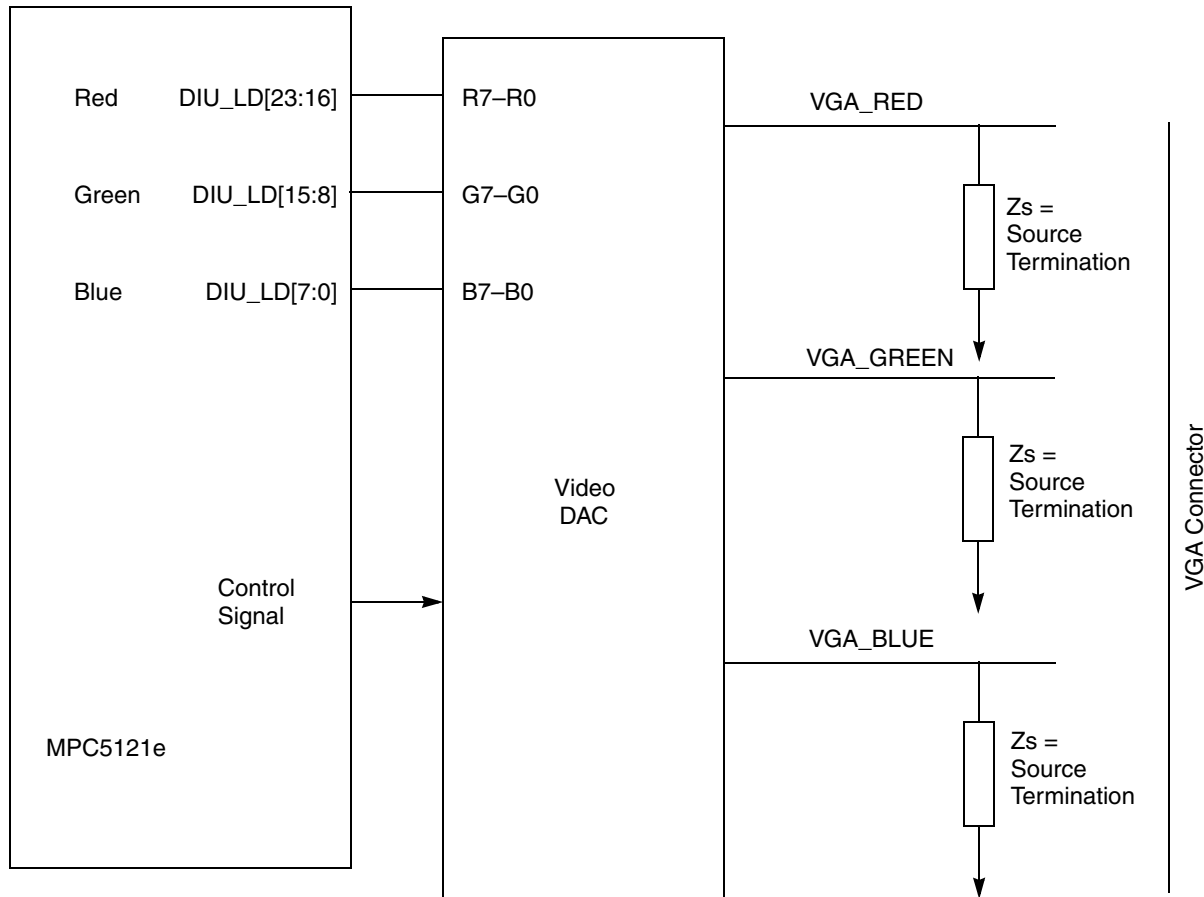 Red DIU_LD[23:16]
R7–R0
VGA_RED
Green DIU_LD[15:8]
G7–G0
Zs =
Source
Termination
Blue DIU_LD[7:0]
B7–B0
VGA_GREEN
Zs =
Source
Termination
Video
DAC
VGA Connector
Control
Signal
VGA_BLUE
MPC5121e
Zs =
Source
Termination